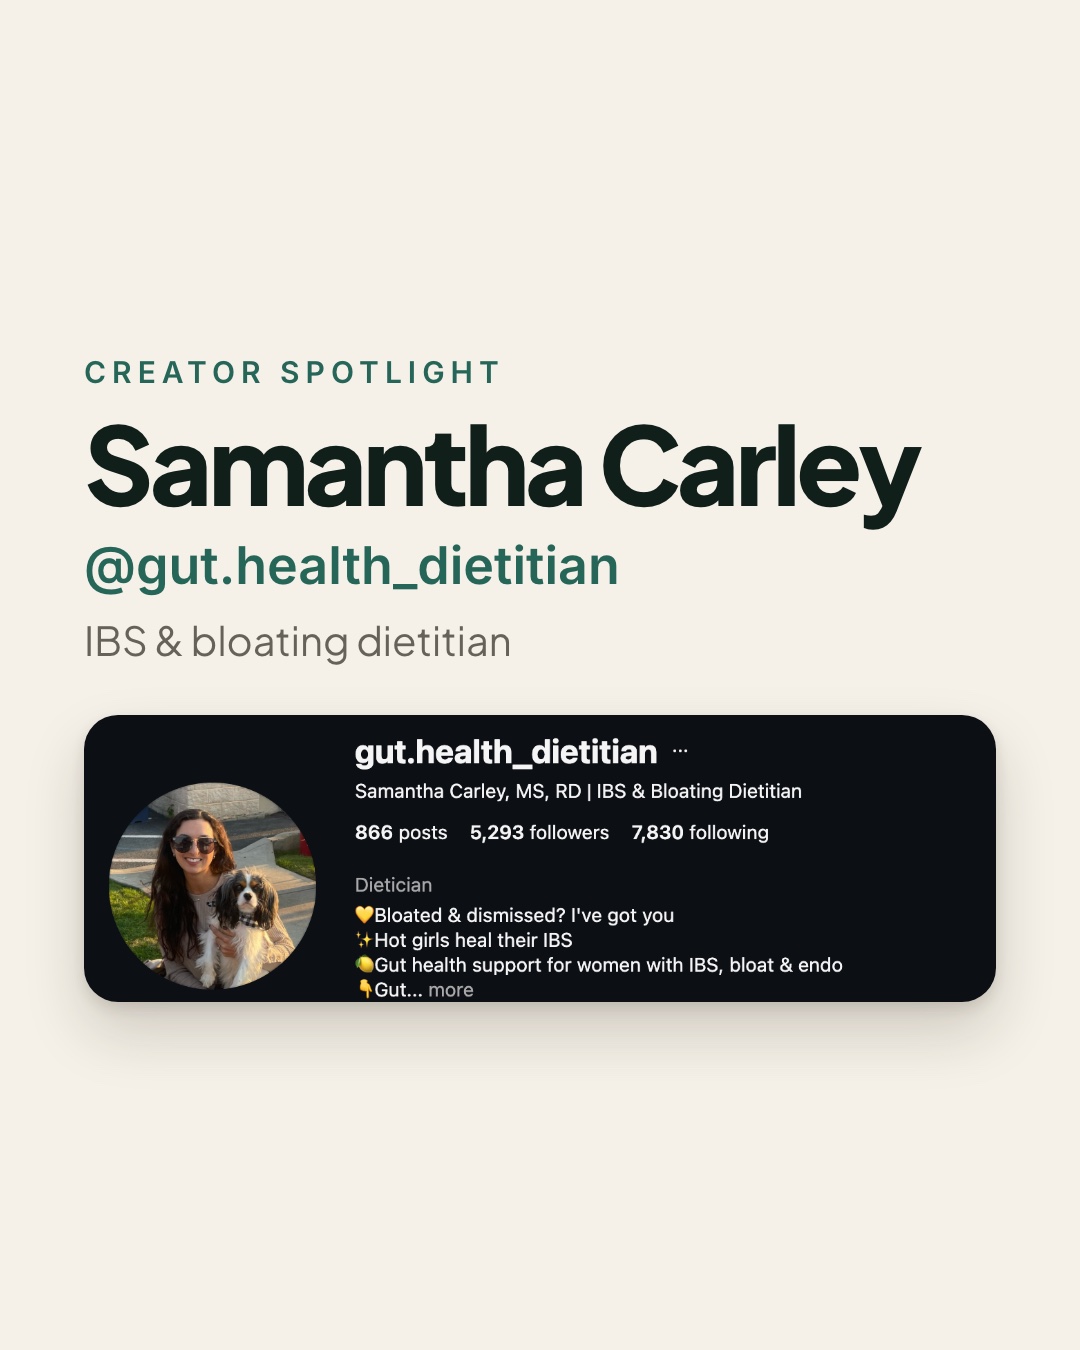 CREATOR SPOTLIGHT
Samantha Carley
@gut.health_dietitian
IBS & bloating dietitian
gut.health_dietitian ...
Samantha Carley, MS, RD | IBS & Bloating Dietitian
866 posts 5,293 followers 7,830 following
Dietician
💛Bloated & dismissed? I've got you
✨Hot girls heal their IBS
🍋Gut health support for women with IBS, bloat & endo
👇Gut... more